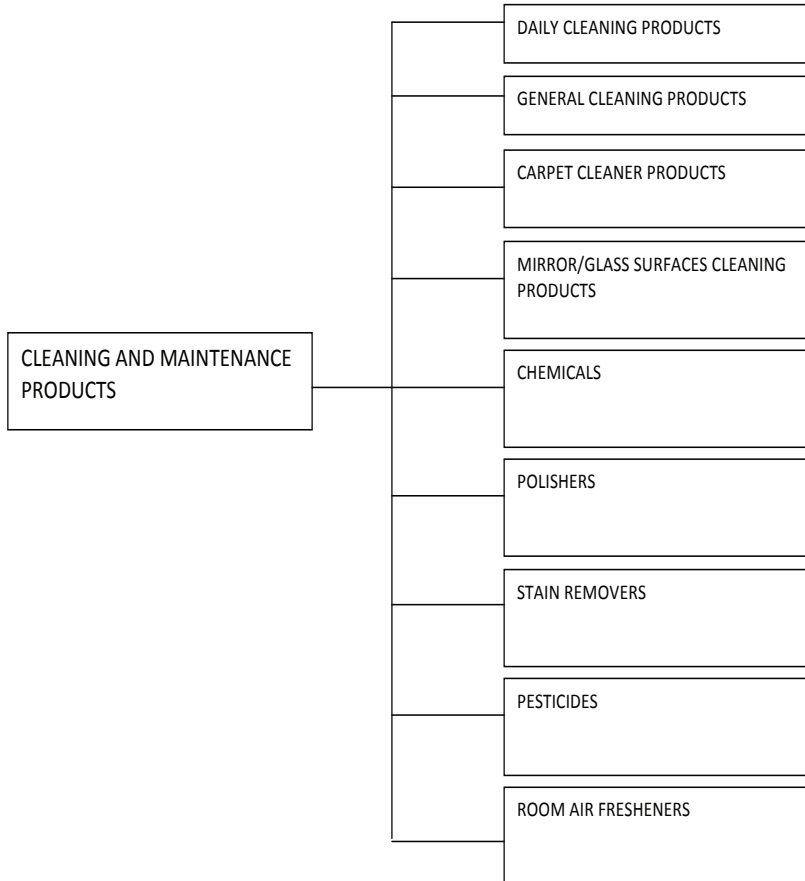 DAILY CLEANING PRODUCTS
GENERAL CLEANING PRODUCTS
CARPET CLEANER PRODUCTS
MIRROR/GLASS SURFACES CLEANING
PRODUCTS
CLEANING AND MAINTENANCE
PRODUCTS
CHEMICALS
POLISHERS
STAIN REMOVERS
PESTICIDES
ROOM AIR FRESHENERS